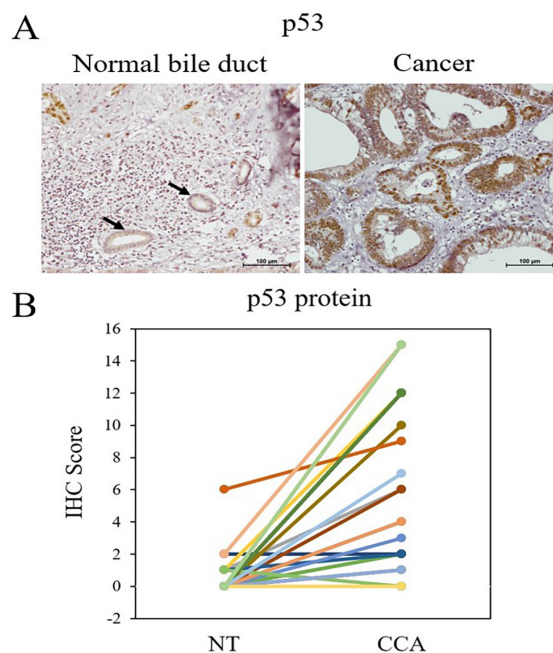 A
p53
Normal bile duct
Cancer
100 µm
100 µm
B
p53 protein
16
14
12
10
8
6
4
2
0
-2
IHC Score
NT
CCA